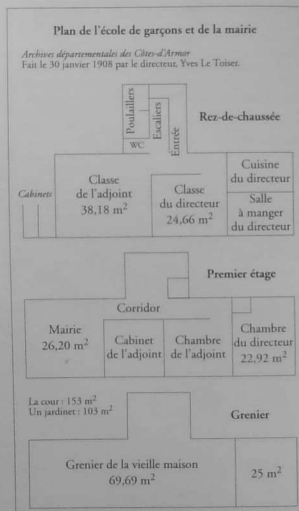 Plan de l'école de garçons et de la mairie
Archives départementales des Côtes-d'Armor
Fait le 30 janvier 1908 par le directeur, Yves Le Toiser.
Rez-de-chaussée
Poulaillers
Escaliers
Entrée
WC
Cabinets
Classe
de l'adjoint
38,18 m²
Classe
du directeur
24,66 m²
Cuisine
du directeur
Salle
à manger
du directeur
Premier étage
Corridor
Mairie
26,20 m²
Cabinet
de l'adjoint
Chambre
de l'adjoint
Chambre
du directeur
22,92 m²
La cour : 153 m²
Un jardinet : 103 m²
Grenier
Grenier de la vieille maison
69,69 m²
25 m²